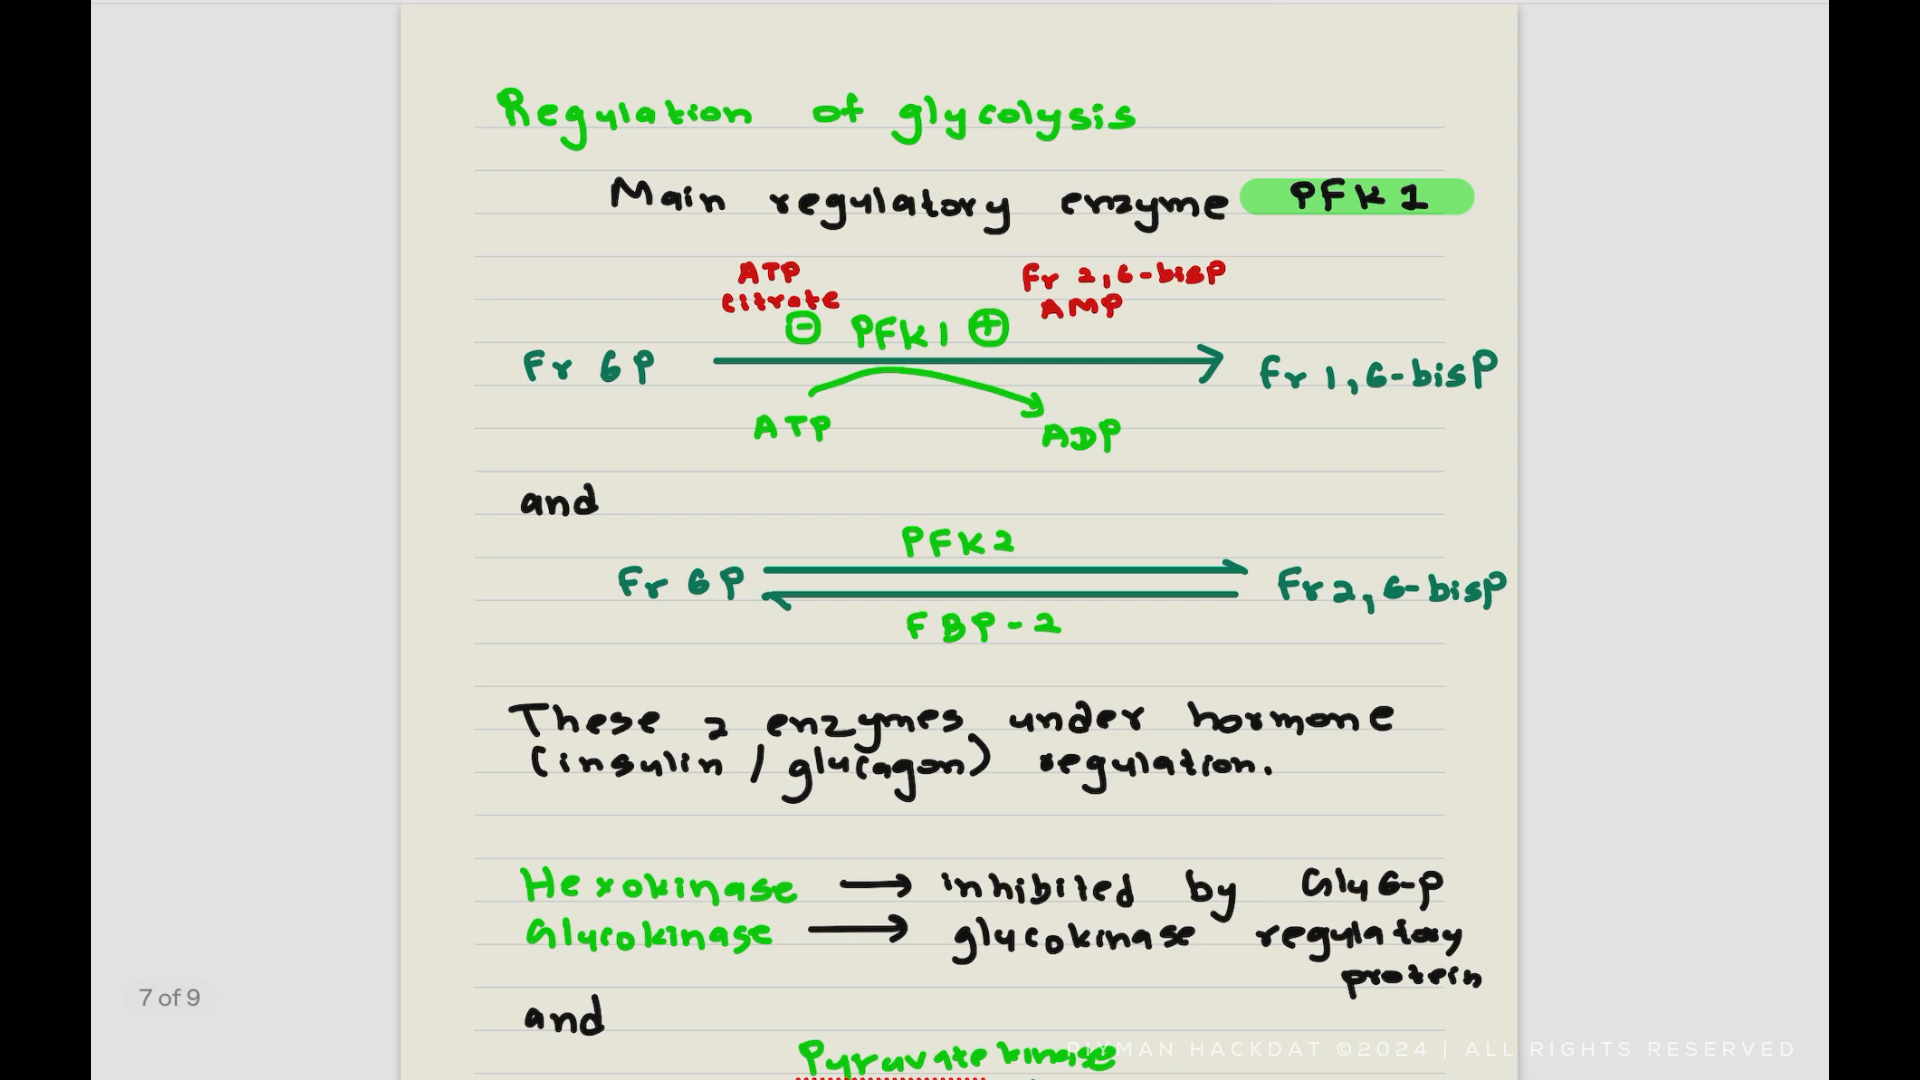 Regulation of glycolysis
Main regulatory enzyme PFK1
ATP
citrate
Fr 2,6-bisP
AMP
⊖ PFK1 ⊕
Fr 6P
Fr 1,6-bisP
ATP
ADP
and
PFK2
Fr 6P
Fr 2,6-bisP
FBP-2
These 2 enzymes under hormone
(insulin / glucagon) regulation.
Hexokinase → inhibited by Glu 6-P
Glucokinase → glucokinase regulatory
protein
and
Pyruvate kinase
7 of 9
PIYMAN HACKDAT ©2024 | ALL RIGHTS RESERVED